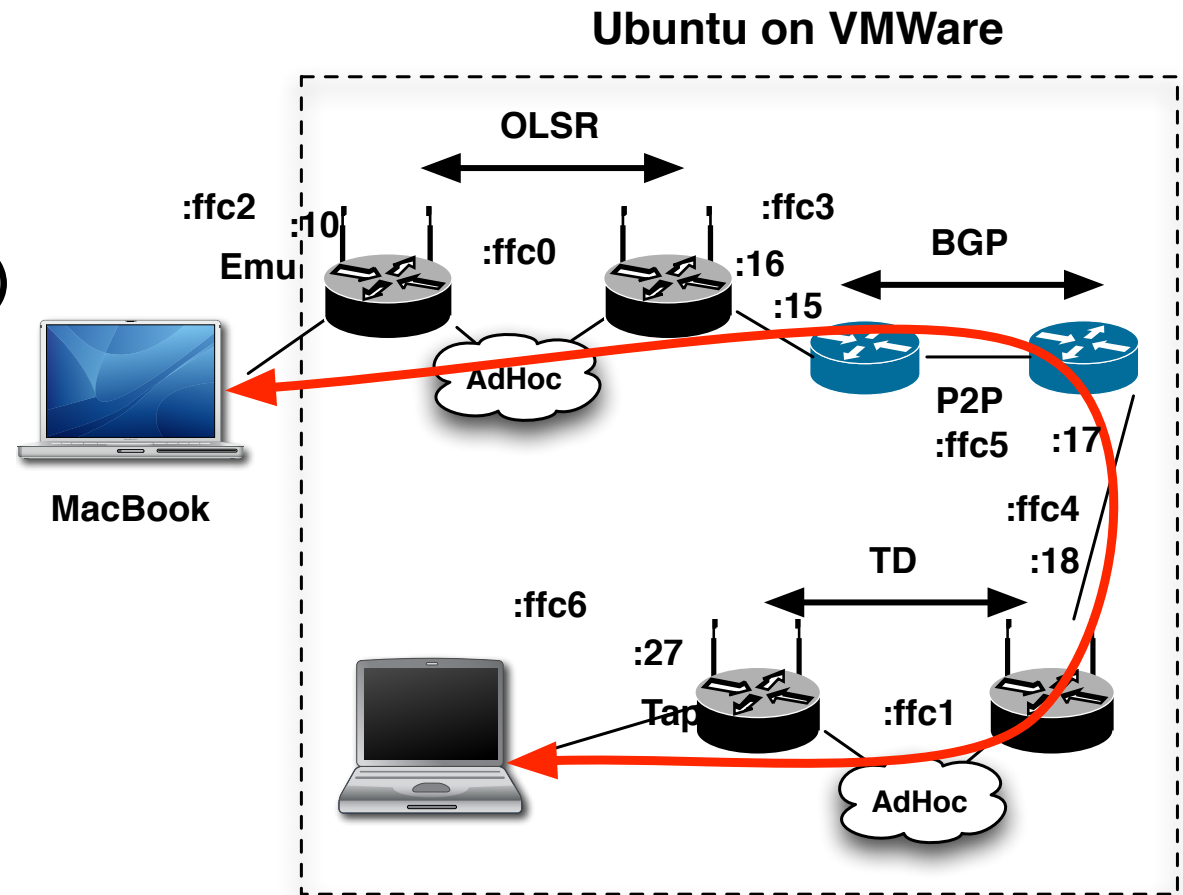 Ubuntu on VMWare
OLSR
:ffc2
:10
Emu
:ffc0
:ffc3
:16
:15
BGP
)
AdHoc
P2P
:ffc5
:17
MacBook
:ffc4
:18
TD
:ffc6
:27
Tap
:ffc1
AdHoc